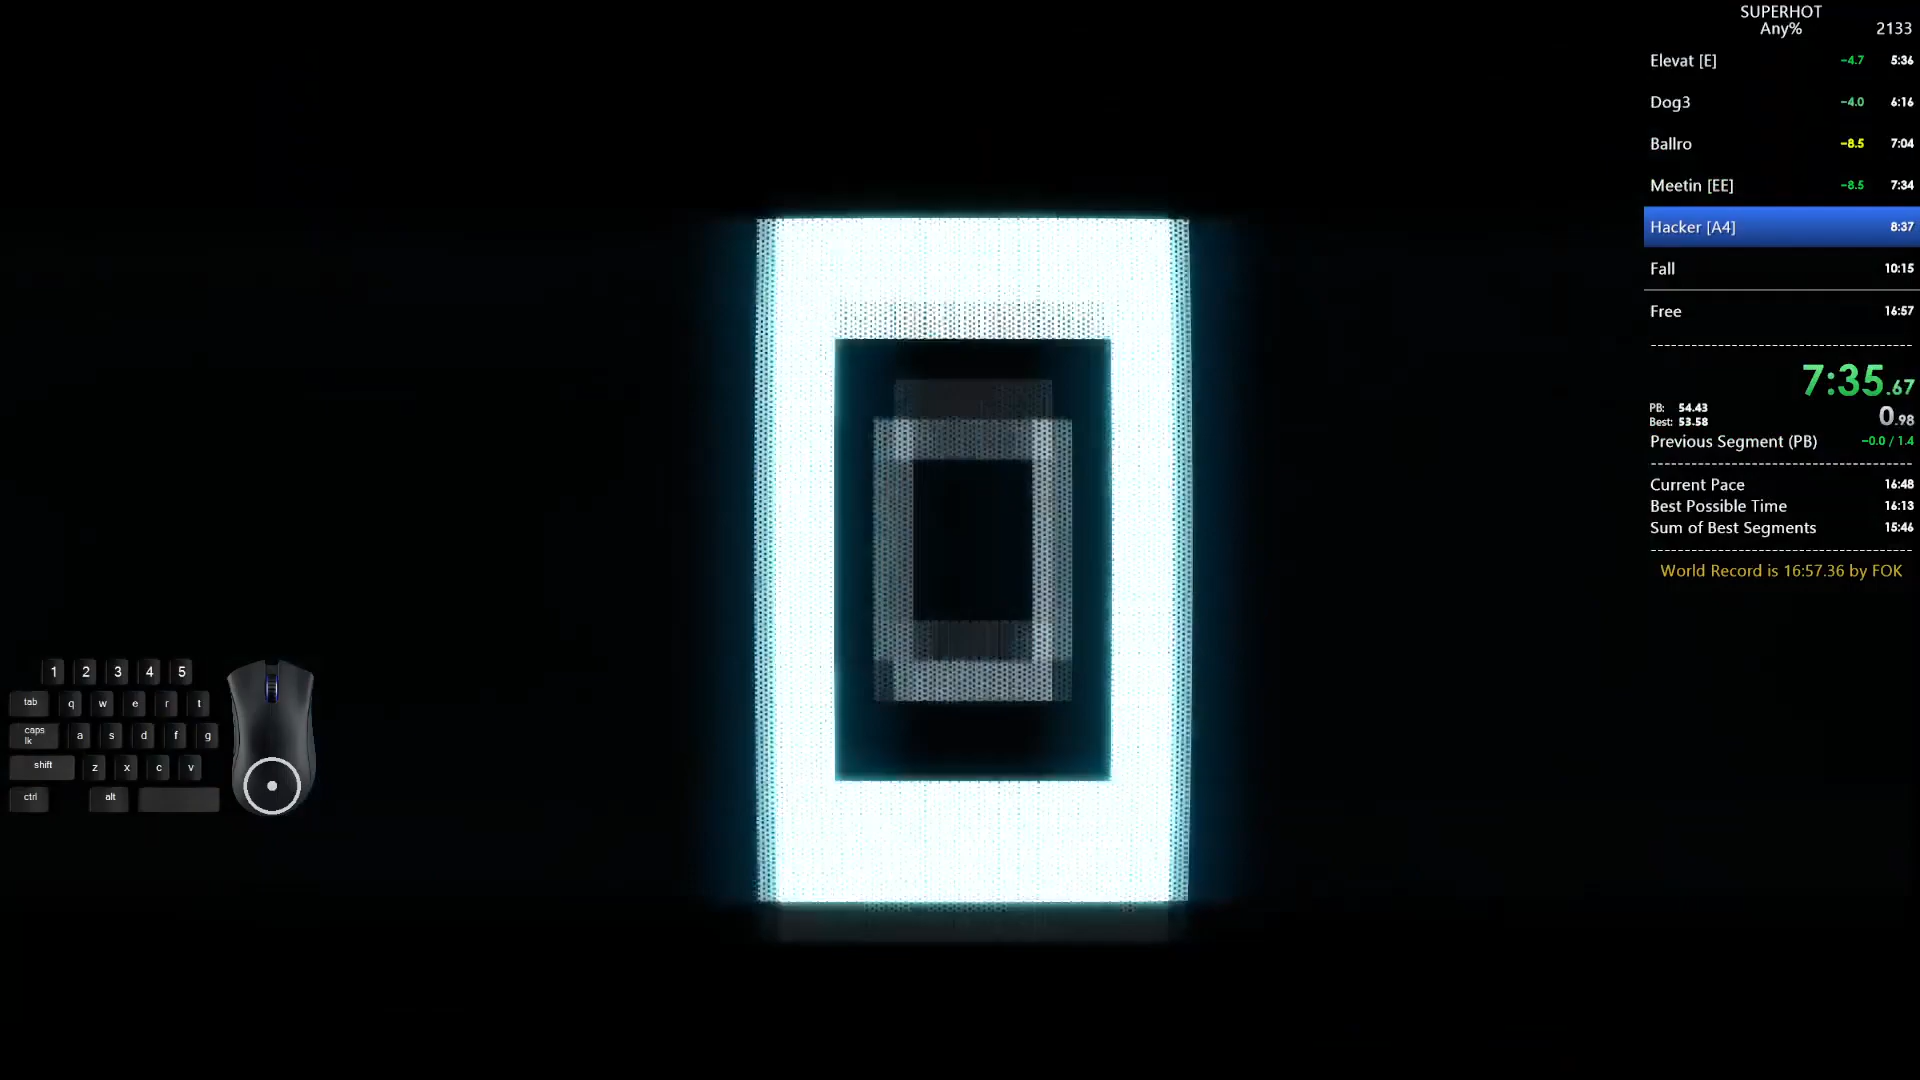 SUPERHOT
Any% 2133
Elevat [E] −4.7 5:36
Dog3 −4.0 6:16
Ballro −8.5 7:04
Meetin [EE] −8.5 7:34
Hacker [A4] 8:37
Fall 10:15
Free 16:57
7:35.67
PB: 54.43
Best: 53.58
0.98
Previous Segment (PB) −0.0 / 1.4
Current Pace 16:48
Best Possible Time 16:13
Sum of Best Segments 15:46
World Record is 16:57.36 by FOK
1 2 3 4 5
tab q w e r t
caps lk a s d f g
shift z x c v
ctrl alt